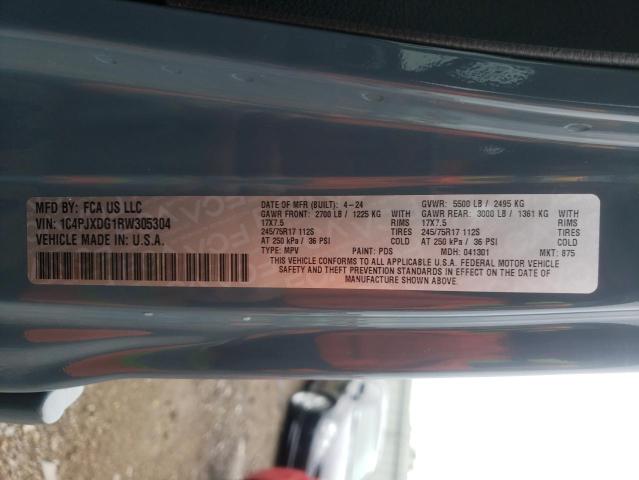 MFD BY: FCA US LLC
VIN: 1C4PJXDG1RW305304
VEHICLE MADE IN: U.S.A.
DATE OF MFR (BUILT): 4-24 GVWR: 5500 LB / 2495 KG
GAWR FRONT: 2700 LB / 1225 KG WITH GAWR REAR: 3000 LB / 1361 KG WITH
17X7.5 RIMS 17X7.5 RIMS
245/75R17 112S TIRES 245/75R17 112S TIRES
AT 250 kPa / 36 PSI COLD AT 250 kPa / 36 PSI COLD
TYPE: MPV PAINT: PDS MDH: 041301 MKT: 875
THIS VEHICLE CONFORMS TO ALL APPLICABLE U.S.A. FEDERAL MOTOR VEHICLE
SAFETY AND THEFT PREVENTION STANDARDS IN EFFECT ON THE DATE OF
MANUFACTURE SHOWN ABOVE.